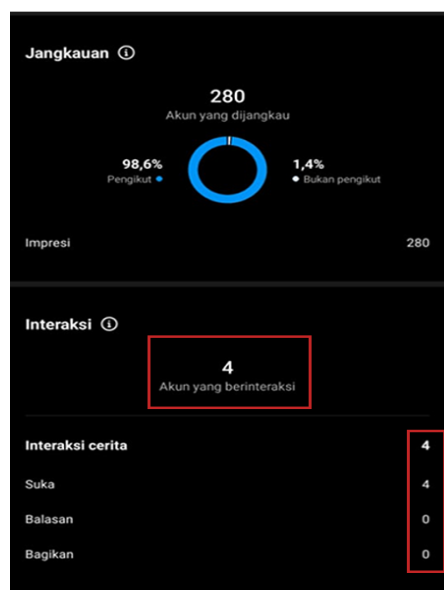 Jangkauan
280
Akun yang dijangkau
98,6%
Pengikut
1,4%
Bukan pengikut
Impresi 280
Interaksi
4
Akun yang berinteraksi
Interaksi cerita 4
Suka 4
Balasan 0
Bagikan 0